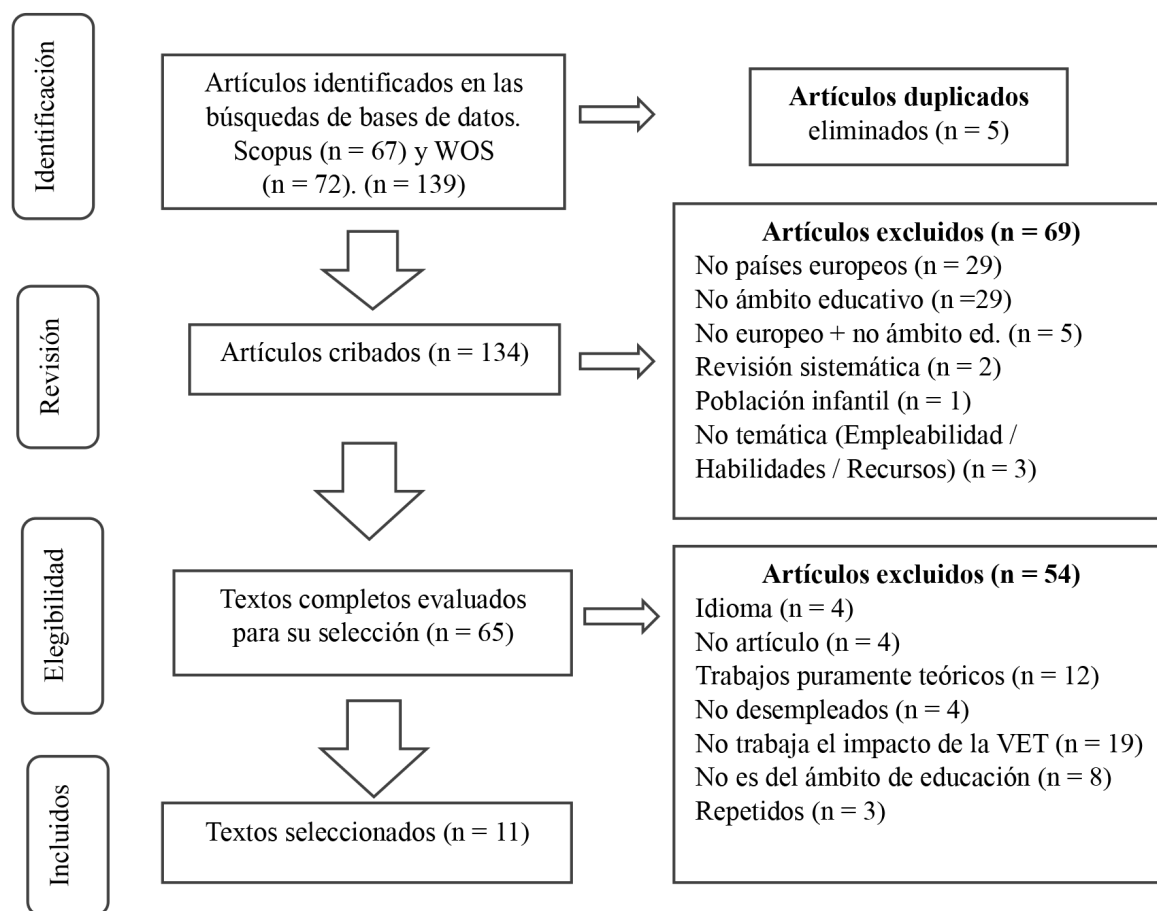 Identificación
Artículos identificados en las
búsquedas de bases de datos.
Scopus (n = 67) y WOS
(n = 72). (n = 139)
Artículos duplicados
eliminados (n = 5)
Revisión
Artículos cribados (n = 134)
Artículos excluidos (n = 69)
No países europeos (n = 29)
No ámbito educativo (n =29)
No europeo + no ámbito ed. (n = 5)
Revisión sistemática (n = 2)
Población infantil (n = 1)
No temática (Empleabilidad /
Habilidades / Recursos) (n = 3)
Elegibilidad
Textos completos evaluados
para su selección (n = 65)
Artículos excluidos (n = 54)
Idioma (n = 4)
No artículo (n = 4)
Trabajos puramente teóricos (n = 12)
No desempleados (n = 4)
No trabaja el impacto de la VET (n = 19)
No es del ámbito de educación (n = 8)
Repetidos (n = 3)
Incluidos
Textos seleccionados (n = 11)